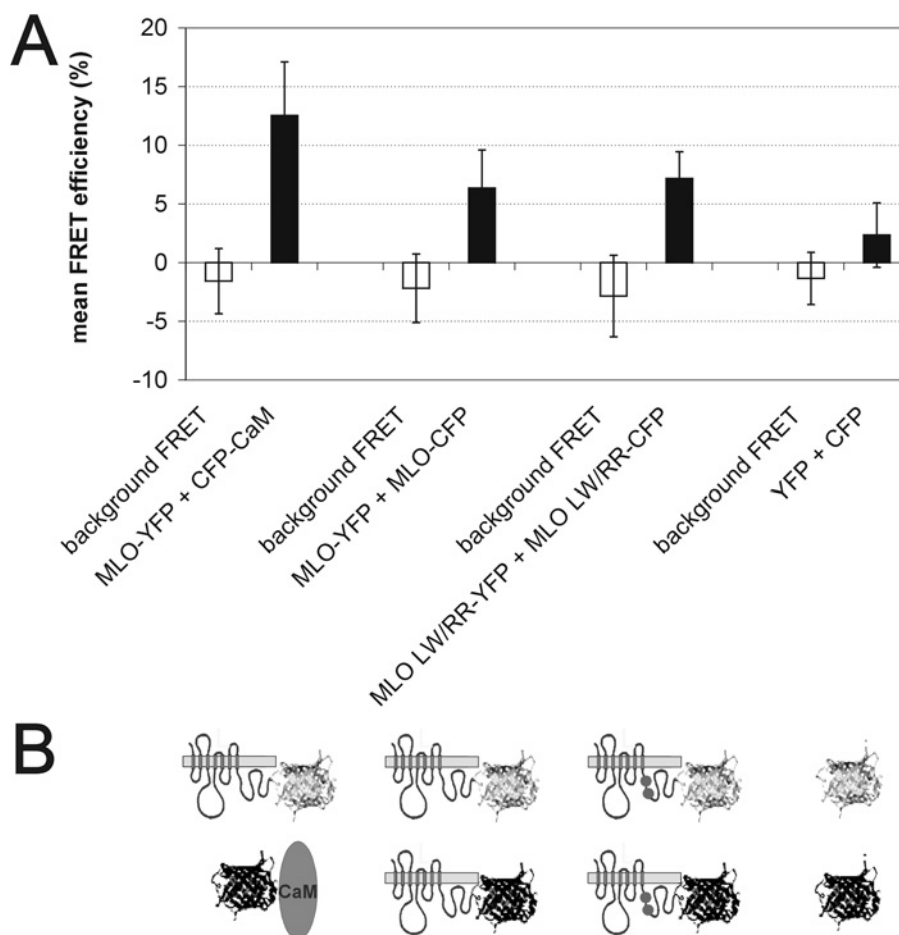 A
mean FRET efficiency (%)
20
15
10
5
0
-5
-10
background FRET
MLO-YFP + CFP-CaM
background FRET
MLO-YFP + MLO-CFP
background FRET
MLO LW/RR-YFP + MLO LW/RR-CFP
background FRET
YFP + CFP
B
CaM